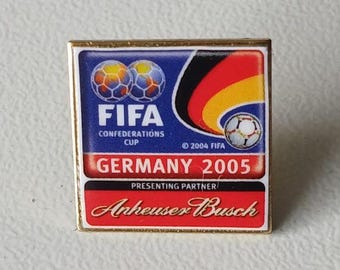 FIFA
CONFEDERATIONS
CUP
© 2004 FIFA
GERMANY 2005
PRESENTING PARTNER
Anheuser Busch